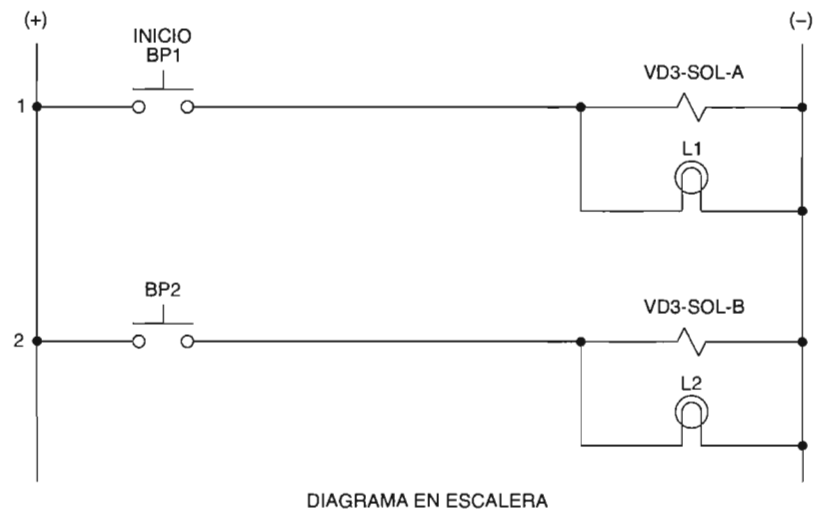 (+)
(−)
INICIO
BP1
VD3-SOL-A
1
L1
BP2
VD3-SOL-B
2
L2
DIAGRAMA EN ESCALERA